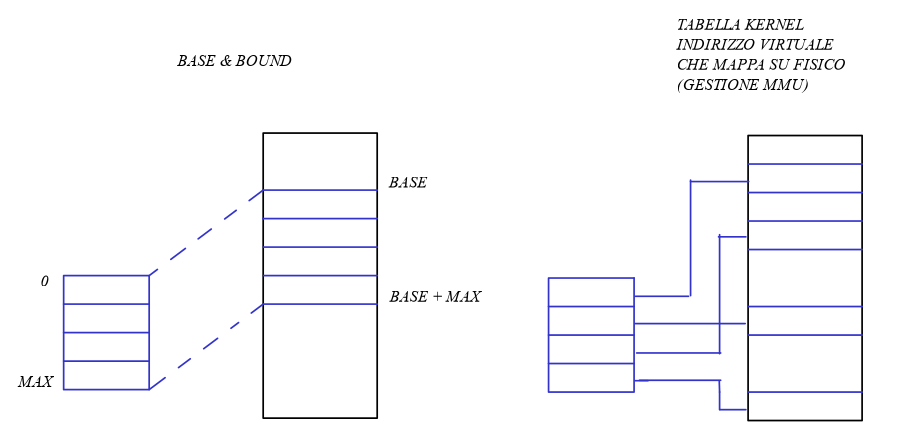 BASE & BOUND
TABELLA KERNEL
INDIRIZZO VIRTUALE
CHE MAPPA SU FISICO
(GESTIONE MMU)
BASE
0
BASE + MAX
MAX